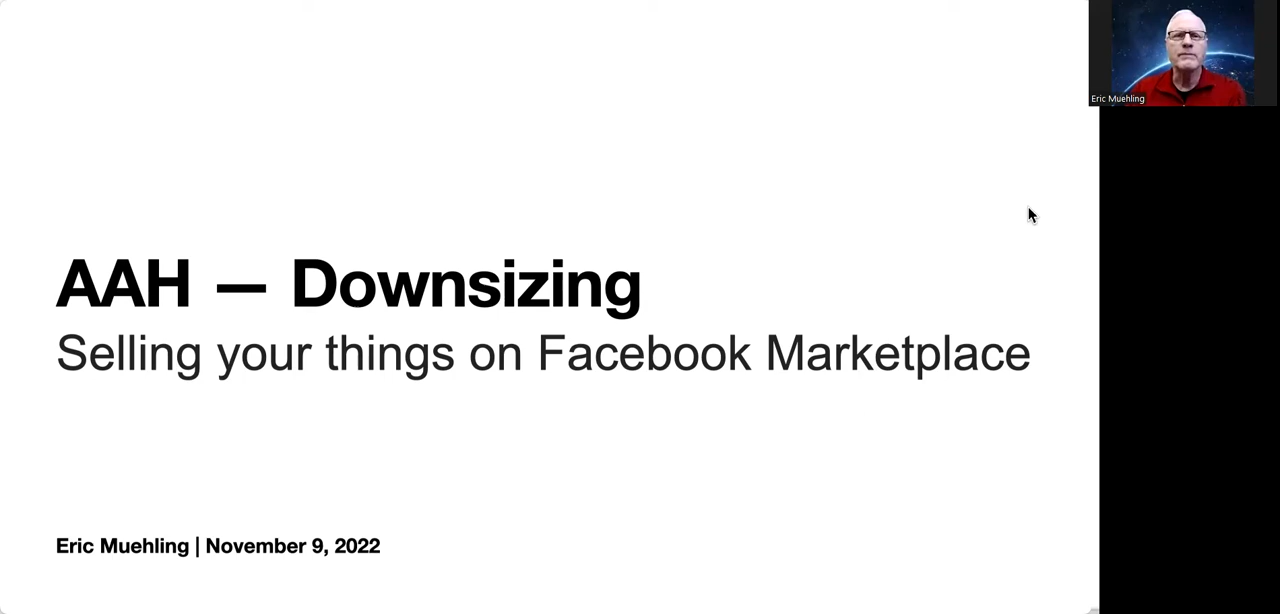 AAH — Downsizing
Selling your things on Facebook Marketplace
Eric Muehling | November 9, 2022
Eric Muehling